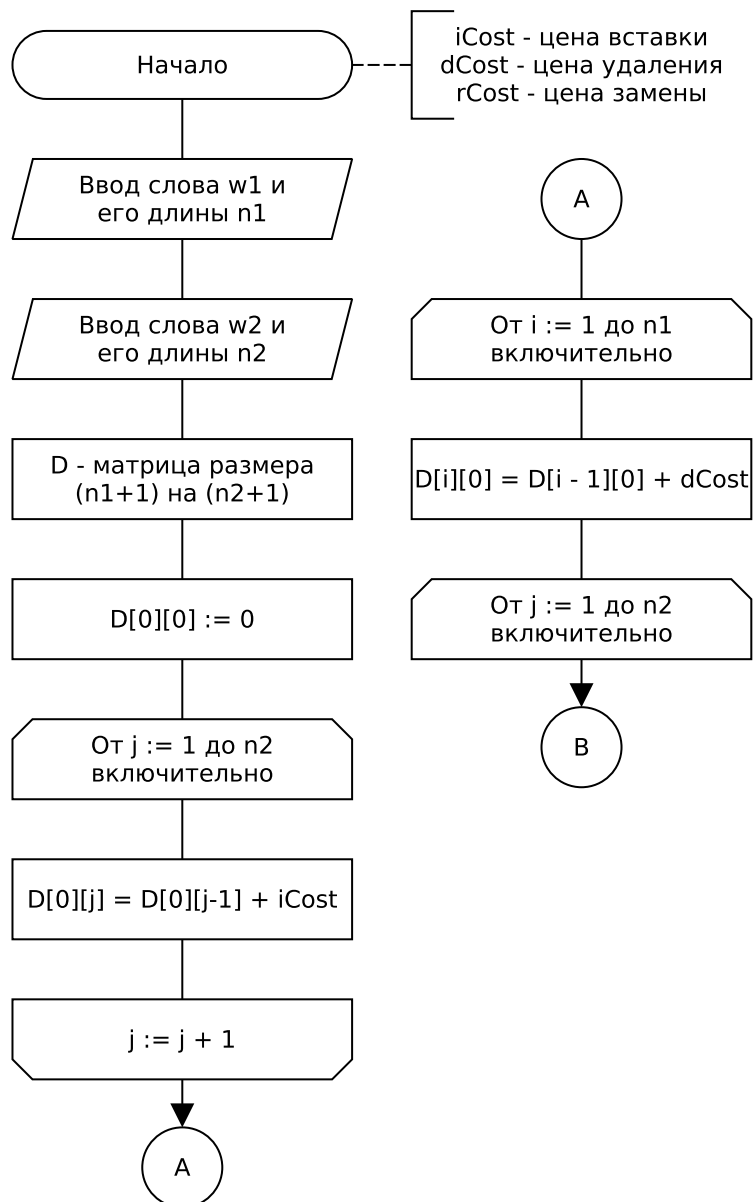 Начало
iCost - цена вставки
dCost - цена удаления
rCost - цена замены
Ввод слова w1 и
его длины n1
Ввод слова w2 и
его длины n2
D - матрица размера
(n1+1) на (n2+1)
D[0][0] := 0
От j := 1 до n2
включительно
D[0][j] = D[0][j-1] + iCost
j := j + 1
A
A
От i := 1 до n1
включительно
D[i][0] = D[i - 1][0] + dCost
От j := 1 до n2
включительно
B